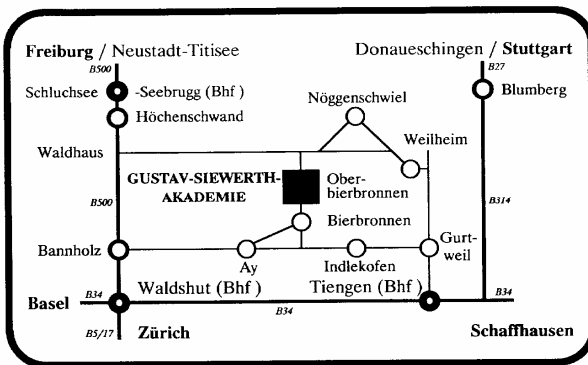 Freiburg / Neustadt-Titisee
Donaueschingen / Stuttgart
B500
B27
Schluchsee -Seebrugg (Bhf)
Blumberg
Höchenschwand
Nöggenschwiel
Weilheim
Waldhaus
GUSTAV-SIEWERTH-
AKADEMIE
Ober-
bierbronnen
B500
B314
Bierbronnen
Bannholz
Ay
Indlekofen
Gurt-
weil
Waldshut (Bhf )
Tiengen (Bhf )
Basel
B34
B34
B34
B5/17
Zürich
Schaffhausen